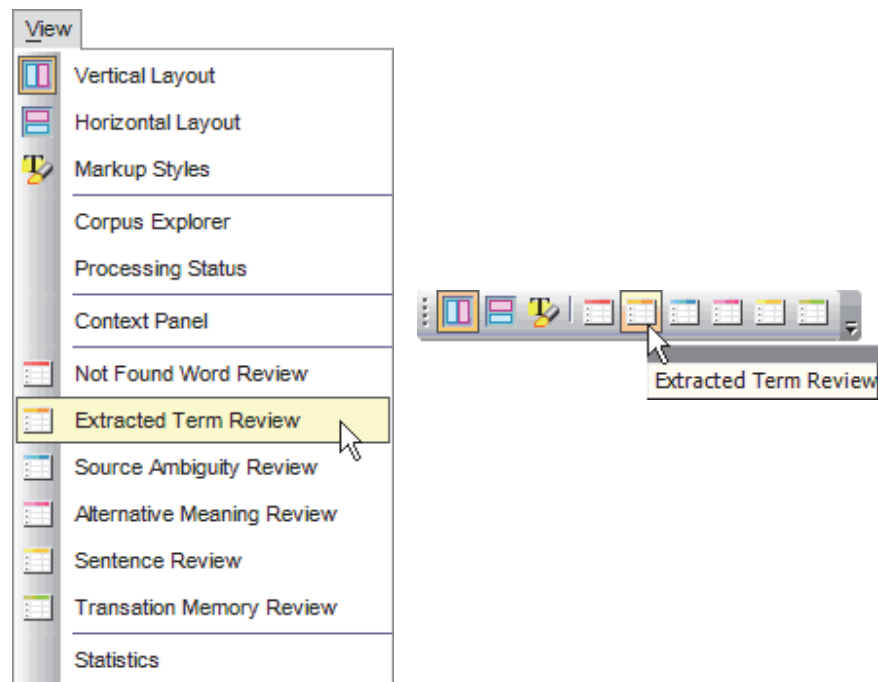 View
Vertical Layout
Horizontal Layout
Markup Styles
Corpus Explorer
Processing Status
Context Panel
Not Found Word Review
Extracted Term Review
Source Ambiguity Review
Alternative Meaning Review
Sentence Review
Transation Memory Review
Statistics
Extracted Term Review